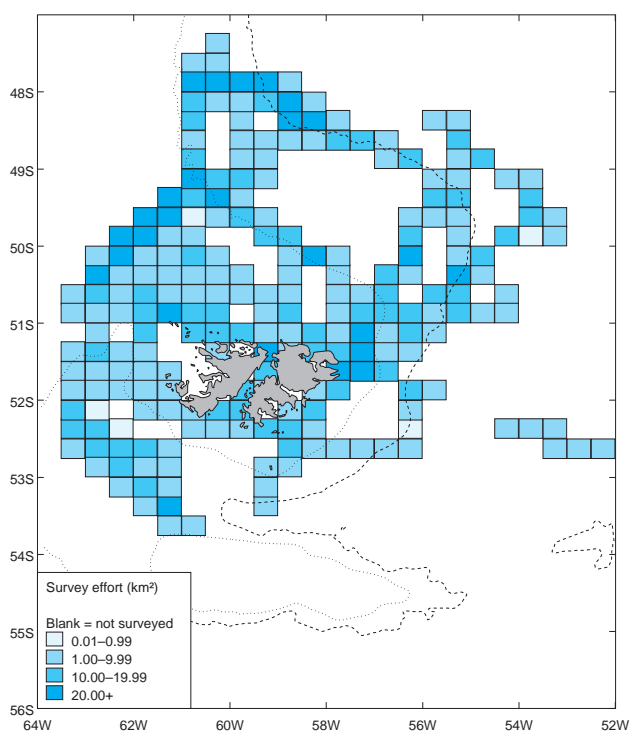 48S
49S
50S
51S
52S
53S
54S
55S
56S
Survey effort (km²)
Blank = not surveyed
0.01–0.99
1.00–9.99
10.00–19.99
20.00+
64W 62W 60W 58W 56W 54W 52W